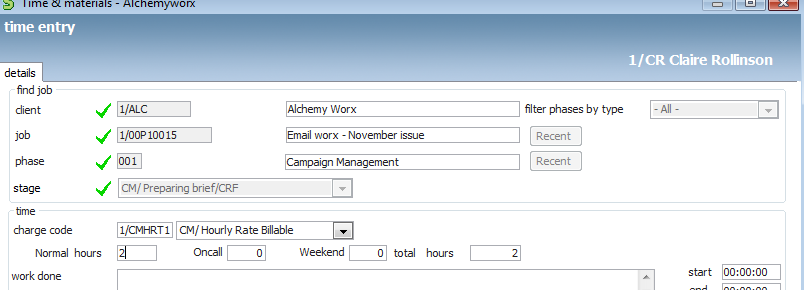 Time & materials - Alchemyworx
time entry
1/CR Claire Rollinson
details
find job
client 1/ALC Alchemy Worx filter phases by type - All -
job 1/00P10015 Email worx - November issue Recent
phase 001 Campaign Management Recent
stage CM/ Preparing brief/CRF
time
charge code 1/CMHRT1 CM/ Hourly Rate Billable
Normal hours 2 Oncall 0 Weekend 0 total hours 2
work done start 00:00:00
end 00:00:00